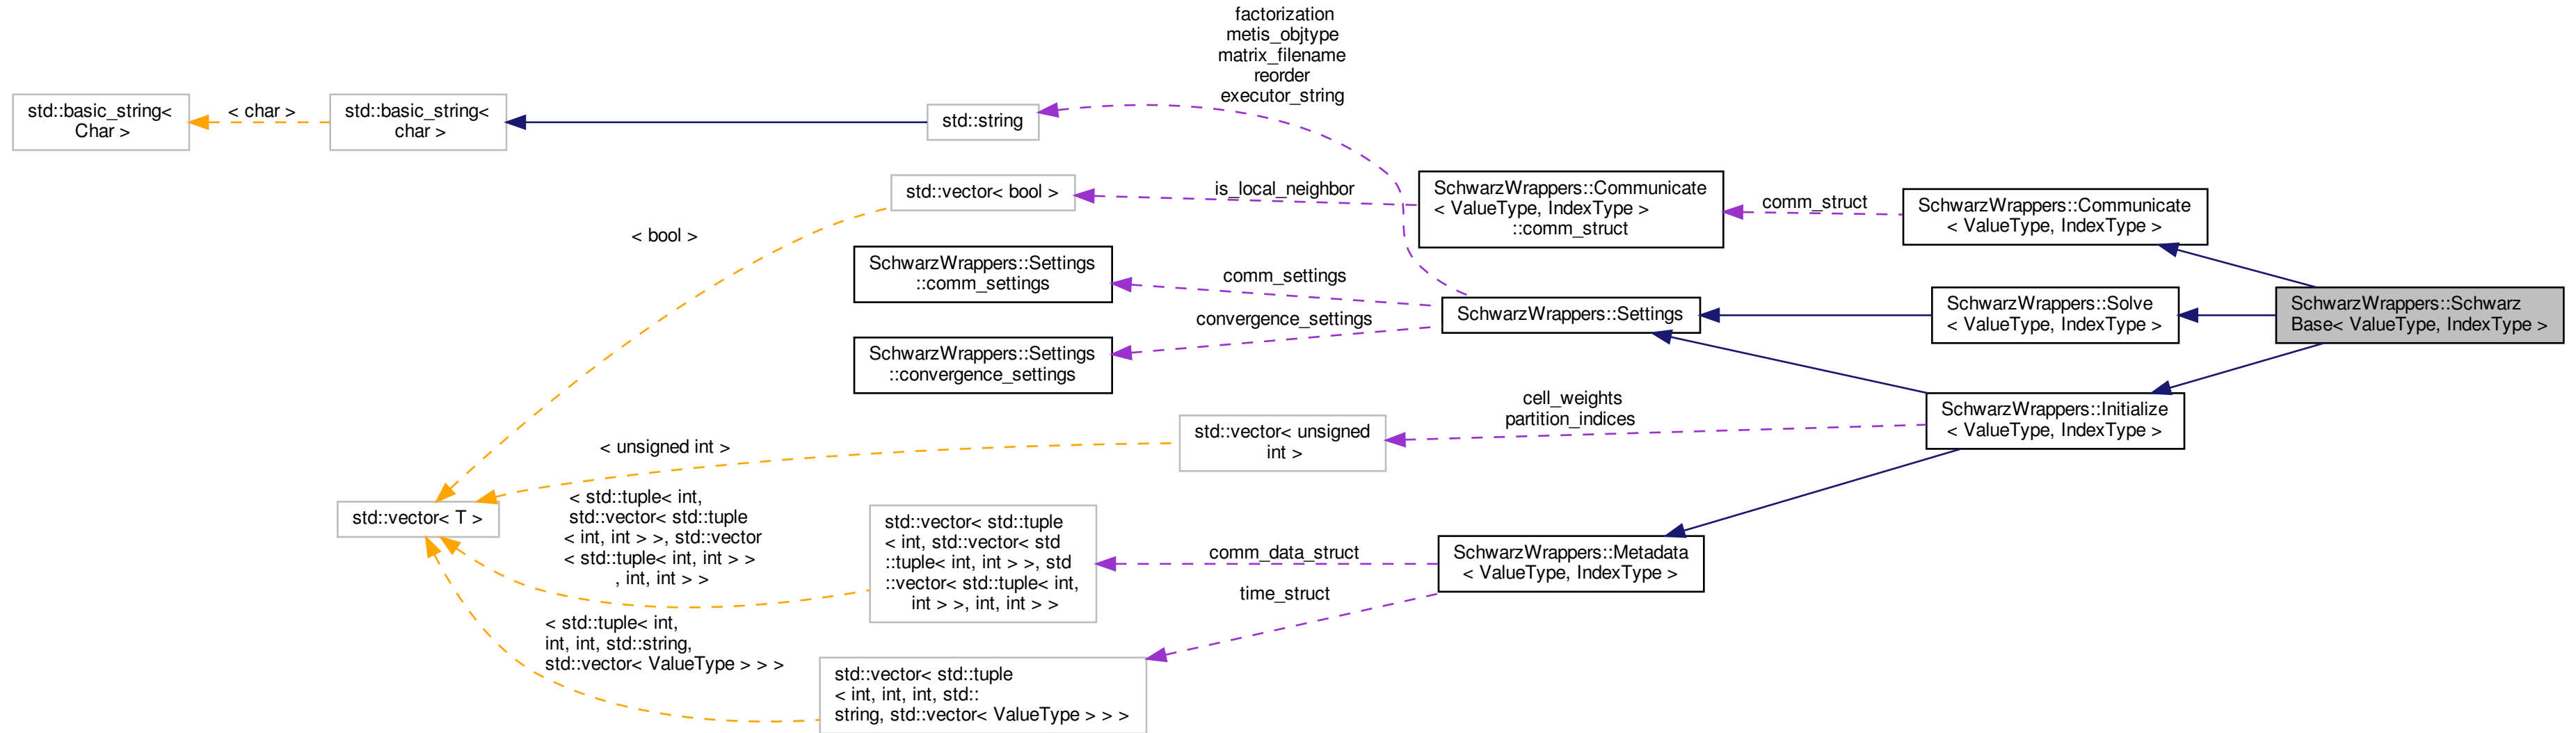 factorization
metis_objtype
matrix_filename
reorder
executor_string
std::basic_string<
Char >
< char >
std::basic_string<
char >
std::string
std::vector< bool >
is_local_neighbor
SchwarzWrappers::Communicate
< ValueType, IndexType >
::comm_struct
comm_struct
SchwarzWrappers::Communicate
< ValueType, IndexType >
< bool >
SchwarzWrappers::Settings
::comm_settings
comm_settings
convergence_settings
SchwarzWrappers::Settings
::convergence_settings
SchwarzWrappers::Settings
SchwarzWrappers::Solve
< ValueType, IndexType >
SchwarzWrappers::Schwarz
Base< ValueType, IndexType >
cell_weights
partition_indices
SchwarzWrappers::Initialize
< ValueType, IndexType >
< unsigned int >
std::vector< unsigned
int >
std::vector< T >
< std::tuple< int,
std::vector< std::tuple
< int, int > >, std::vector
< std::tuple< int, int > >
, int, int > >
std::vector< std::tuple
< int, std::vector< std
::tuple< int, int > >, std
::vector< std::tuple< int,
int > >, int, int > >
comm_data_struct
time_struct
SchwarzWrappers::Metadata
< ValueType, IndexType >
< std::tuple< int,
int, int, std::string,
std::vector< ValueType > > >
std::vector< std::tuple
< int, int, int, std::
string, std::vector< ValueType > > >